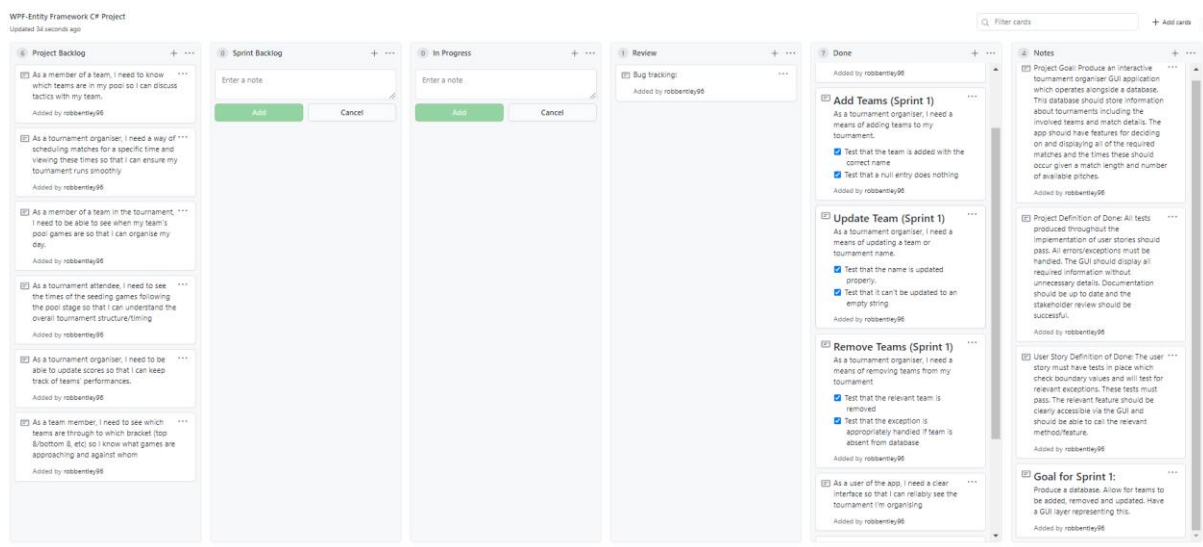 WPF-Entity Framework C# Project
Updated 34 seconds ago
Filter cards
+ Add cards
6 Project Backlog
As a member of a team, I need to know
which teams are in my pool so I can discuss
tactics with my team.
Added by robbentley96
As a tournament organiser, I need a way of
scheduling matches for a specific time and
viewing these times so that I can ensure my
tournament runs smoothly
Added by robbentley96
As a member of a team in the tournament,
I need to be able to see when my team's
pool games are so that I can organise my
day.
Added by robbentley96
As a tournament attendee, I need to see
the times of the seeding games following
the pool stage so that I can understand the
overall tournament structure/timing
Added by robbentley96
As a tournament organiser, I need to be
able to update scores so that I can keep
track of teams' performances.
Added by robbentley96
As a team member, I need to see which
teams are through to which bracket (top
8/bottom 8, etc) so I know what games are
approaching and against whom
Added by robbentley96
0 Sprint Backlog
Enter a note
Add Cancel
0 In Progress
Enter a note
Add Cancel
1 Review
Bug tracking:
Added by robbentley96
7 Done
Added by robbentley96
Add Teams (Sprint 1)
As a tournament organiser, I need a
means of adding teams to my
tournament.
Test that the team is added with the
correct name
Test that a null entry does nothing
Added by robbentley96
Update Team (Sprint 1)
As a tournament organiser, I need a
means of updating a team or
tournament name.
Test that the name is updated
properly.
Test that it can't be updated to an
empty string
Added by robbentley96
Remove Teams (Sprint 1)
As a tournament organiser, I need a
means of removing teams from my
tournament
Test that the relevant team is
removed
Test that the exception is
appropriately handled if team is
absent from database
Added by robbentley96
As a user of the app, I need a clear
interface so that I can reliably see the
tournament I'm organising
Added by robbentley96
4 Notes
Project Goal: Produce an interactive
tournament organiser GUI application
which operates alongside a database.
This database should store information
about tournaments including the
involved teams and match details. The
app should have features for deciding
on and displaying all of the required
matches and the times these should
occur given a match length and number
of available pitches.
Added by robbentley96
Project Definition of Done: All tests
produced throughout the
implementation of user stories should
pass. All errors/exceptions must be
handled. The GUI should display all
required information without
unnecessary details. Documentation
should be up to date and the
stakeholder review should be
successful.
Added by robbentley96
User Story Definition of Done: The user
story must have tests in place which
check boundary values and will test for
relevant exceptions. These tests must
pass. The relevant feature should be
clearly accessible via the GUI and
should be able to call the relevant
method/feature.
Added by robbentley96
Goal for Sprint 1:
Produce a database. Allow for teams to
be added, removed and updated. Have
a GUI layer representing this.
Added by robbentley96